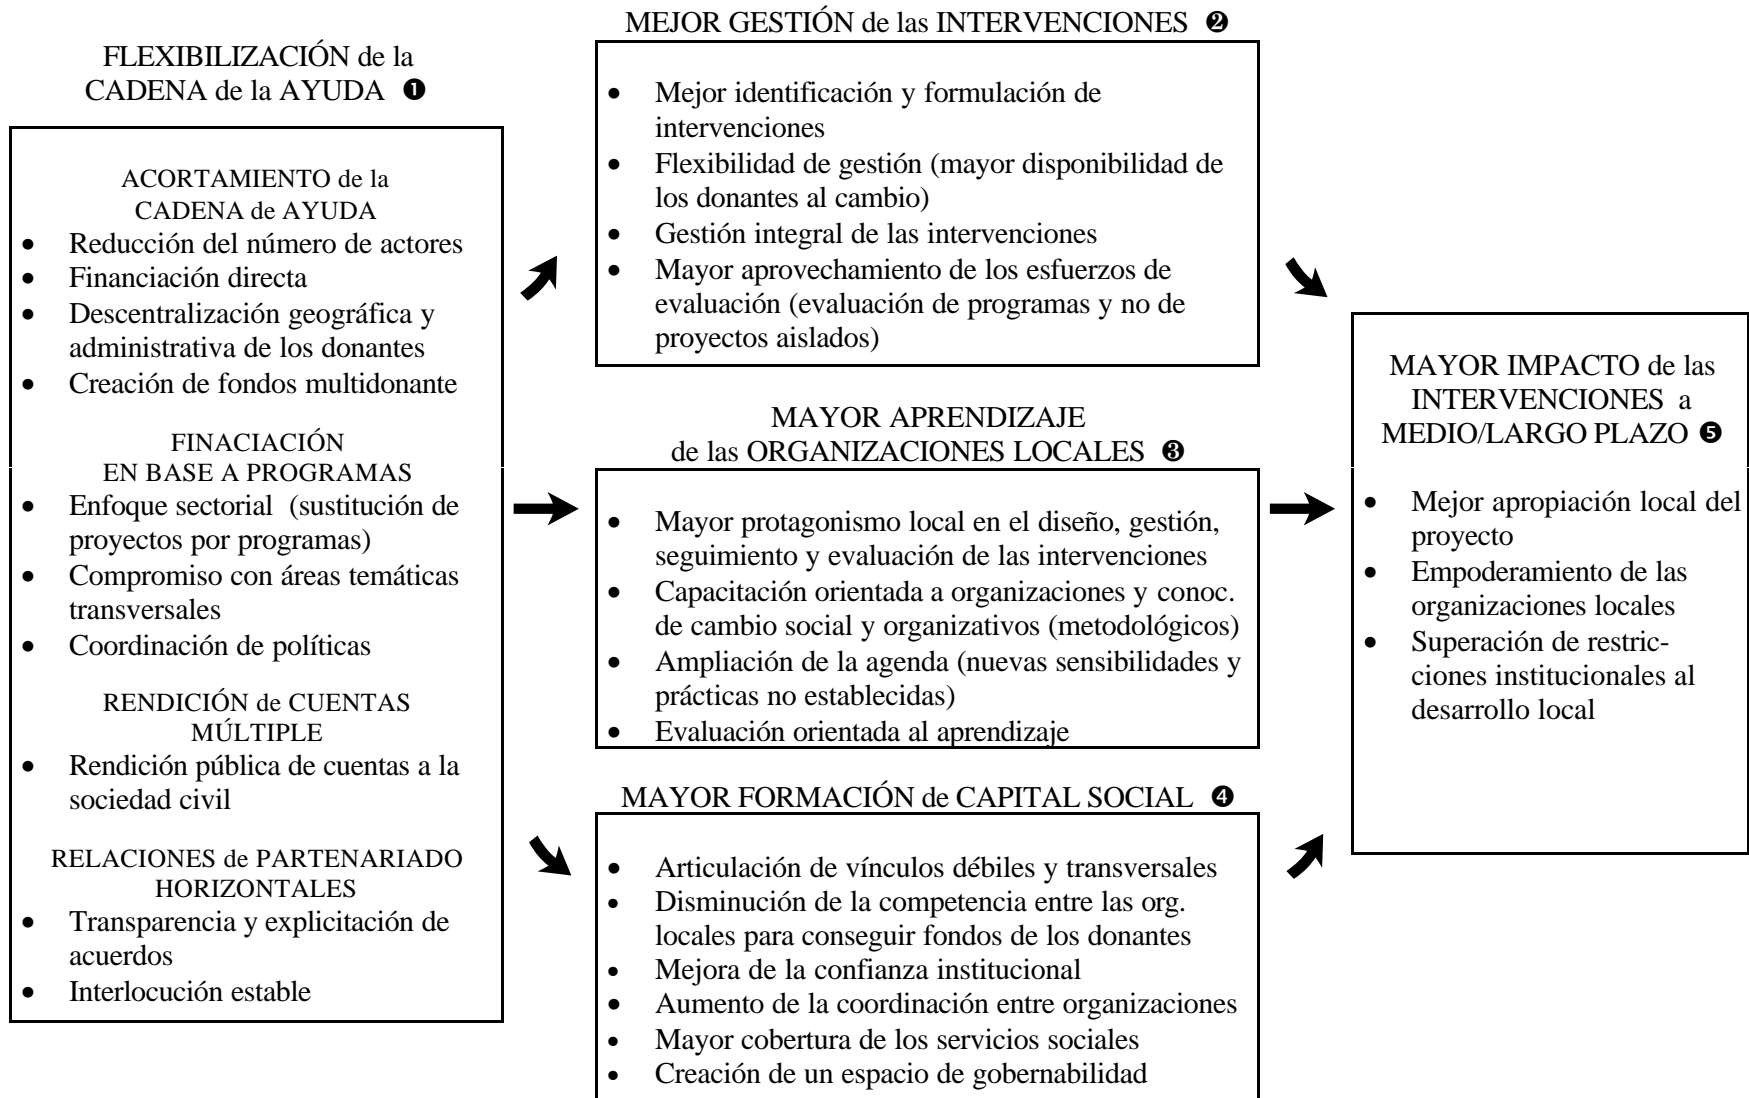 FLEXIBILIZACIÓN de la
CADENA de la AYUDA ❶
ACORTAMIENTO de la
CADENA de AYUDA
• Reducción del número de actores
• Financiación directa
• Descentralización geográfica y
administrativa de los donantes
• Creación de fondos multidonante
FINACIACIÓN
EN BASE A PROGRAMAS
• Enfoque sectorial (sustitución de
proyectos por programas)
• Compromiso con áreas temáticas
transversales
• Coordinación de políticas
RENDICIÓN de CUENTAS
MÚLTIPLE
• Rendición pública de cuentas a la
sociedad civil
RELACIONES de PARTENARIADO
HORIZONTALES
• Transparencia y explicitación de
acuerdos
• Interlocución estable
MEJOR GESTIÓN de las INTERVENCIONES ❷
• Mejor identificación y formulación de
intervenciones
• Flexibilidad de gestión (mayor disponibilidad de
los donantes al cambio)
• Gestión integral de las intervenciones
• Mayor aprovechamiento de los esfuerzos de
evaluación (evaluación de programas y no de
proyectos aislados)
MAYOR APRENDIZAJE
de las ORGANIZACIONES LOCALES ❸
• Mayor protagonismo local en el diseño, gestión,
seguimiento y evaluación de las intervenciones
• Capacitación orientada a organizaciones y conoc.
de cambio social y organizativos (metodológicos)
• Ampliación de la agenda (nuevas sensibilidades y
prácticas no establecidas)
• Evaluación orientada al aprendizaje
MAYOR FORMACIÓN de CAPITAL SOCIAL ❹
• Articulación de vínculos débiles y transversales
• Disminución de la competencia entre las org.
locales para conseguir fondos de los donantes
• Mejora de la confianza institucional
• Aumento de la coordinación entre organizaciones
• Mayor cobertura de los servicios sociales
• Creación de un espacio de gobernabilidad
MAYOR IMPACTO de las
INTERVENCIONES a
MEDIO/LARGO PLAZO ❺
• Mejor apropiación local del
proyecto
• Empoderamiento de las
organizaciones locales
• Superación de restric-
ciones institucionales al
desarrollo local